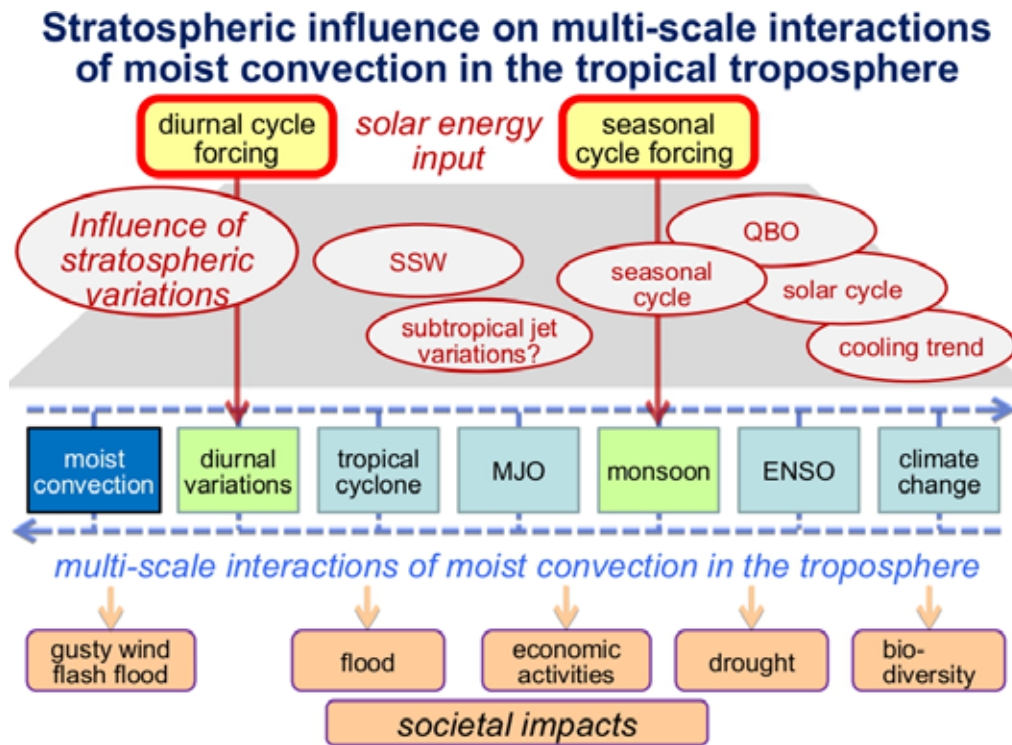 Stratospheric influence on multi-scale interactions
of moist convection in the tropical troposphere
diurnal cycle
forcing
solar energy
input
seasonal
cycle forcing
Influence of
stratospheric
variations
SSW
subtropical jet
variations?
QBO
seasonal
cycle
solar cycle
cooling trend
moist
convection
diurnal
variations
tropical
cyclone
MJO
monsoon
ENSO
climate
change
multi-scale interactions of moist convection in the troposphere
gusty wind
flash flood
flood
economic
activities
drought
bio-
diversity
societal impacts